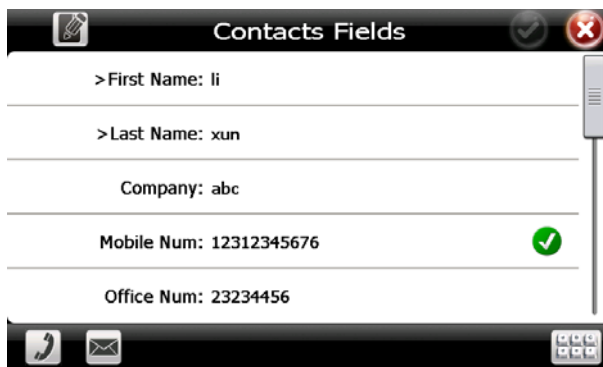 Contacts Fields
>First Name: li
>Last Name: xun
Company: abc
Mobile Num: 12312345676
Office Num: 23234456